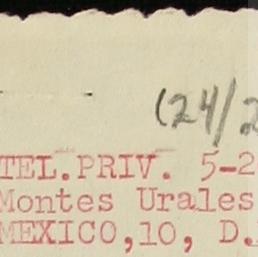 (24/2
TEL.PRIV. 5-2
Montes Urales
MEXICO,10, D.